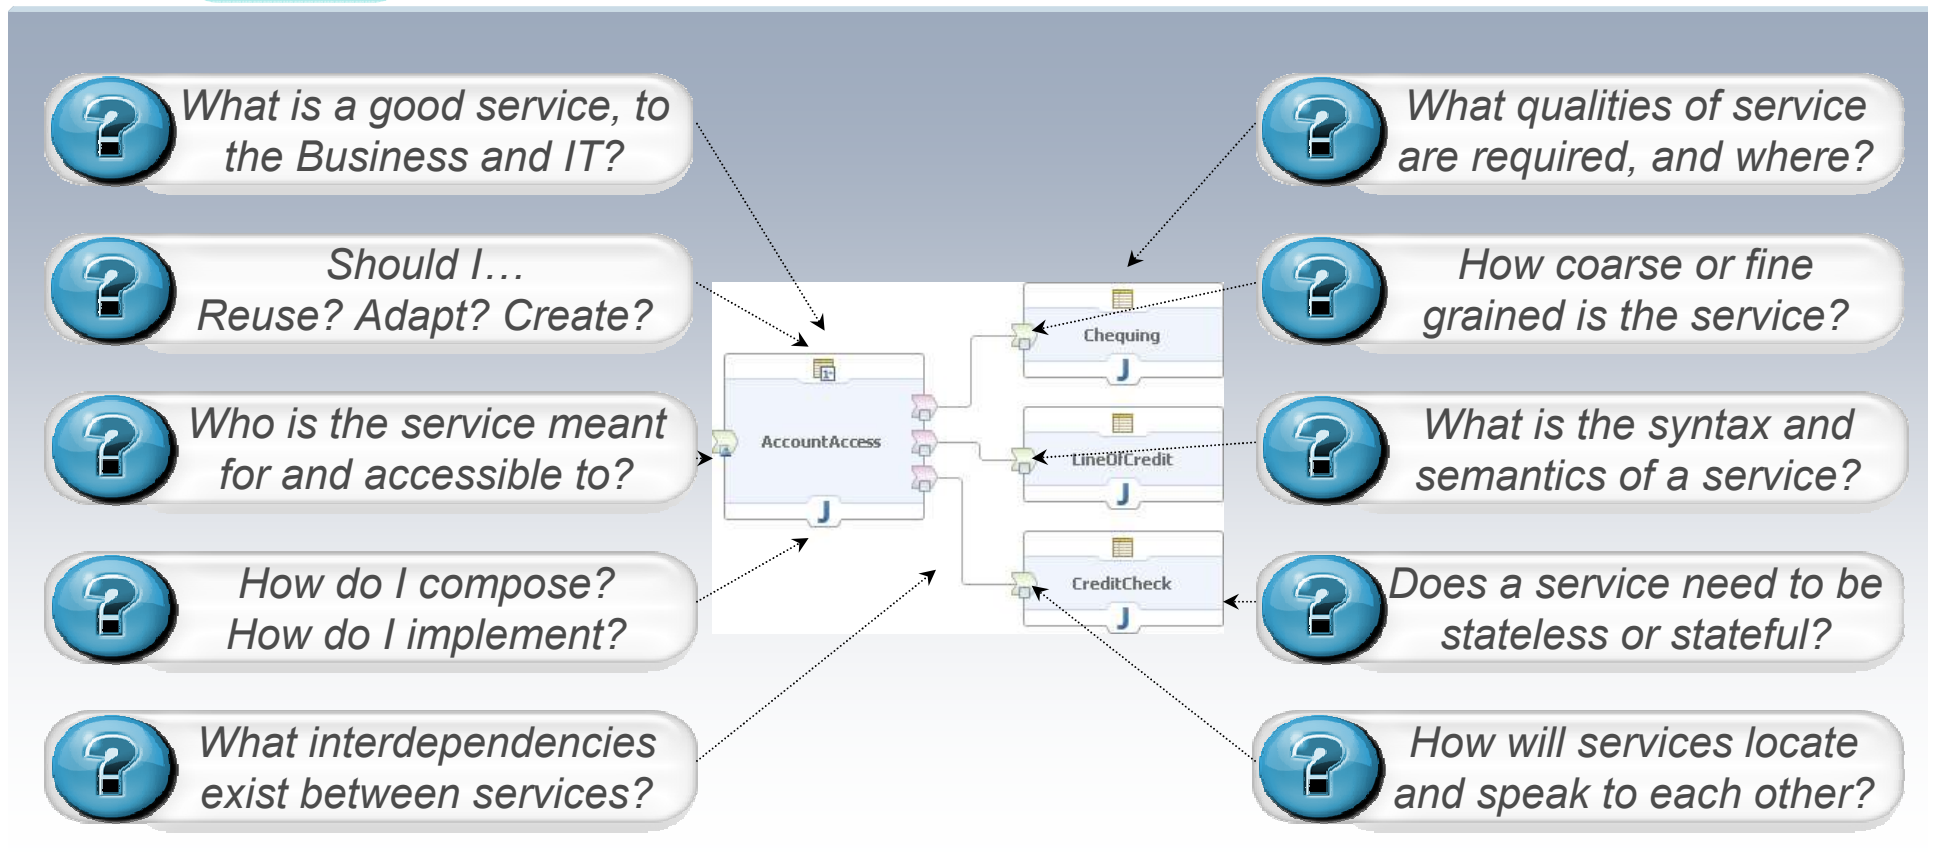 What is a good service, to
the Business and IT?
Should I…
Reuse? Adapt? Create?
Who is the service meant
for and accessible to?
How do I compose?
How do I implement?
What interdependencies
exist between services?
AccountAccess
J
Chequing
J
LineOfCredit
J
CreditCheck
J
What qualities of service
are required, and where?
How coarse or fine
grained is the service?
What is the syntax and
semantics of a service?
Does a service need to be
stateless or stateful?
How will services locate
and speak to each other?